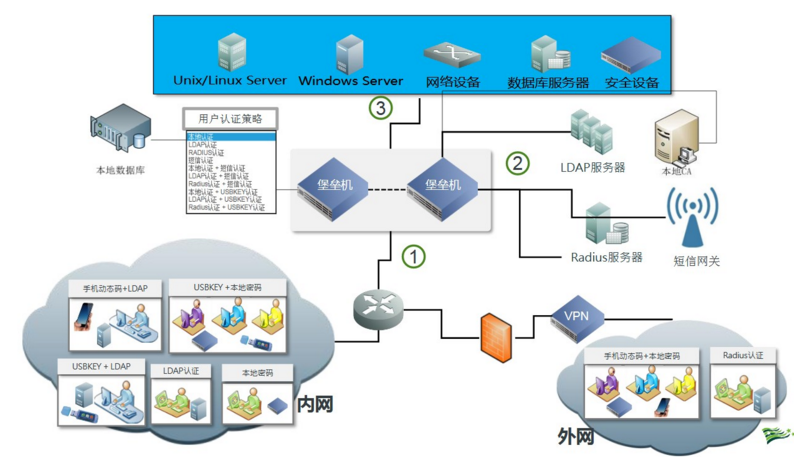 Unix/Linux Server
Windows Server
网络设备
数据库服务器
安全设备
③
用户认证策略
本地认证
LDAP认证
RADIUS认证
短信认证
本地认证 + 短信认证
LDAP认证 + 短信认证
Radius认证 + 短信认证
本地认证 + USBKEY认证
LDAP认证 + USBKEY认证
Radius认证 + USBKEY认证
本地数据库
堡垒机
堡垒机
②
LDAP服务器
本地CA
Radius服务器
短信网关
①
手机动态码+LDAP
USBKEY +本地密码
USBKEY + LDAP
LDAP认证
本地密码
内网
VPN
手机动态码+本地密码
Radius认证
外网